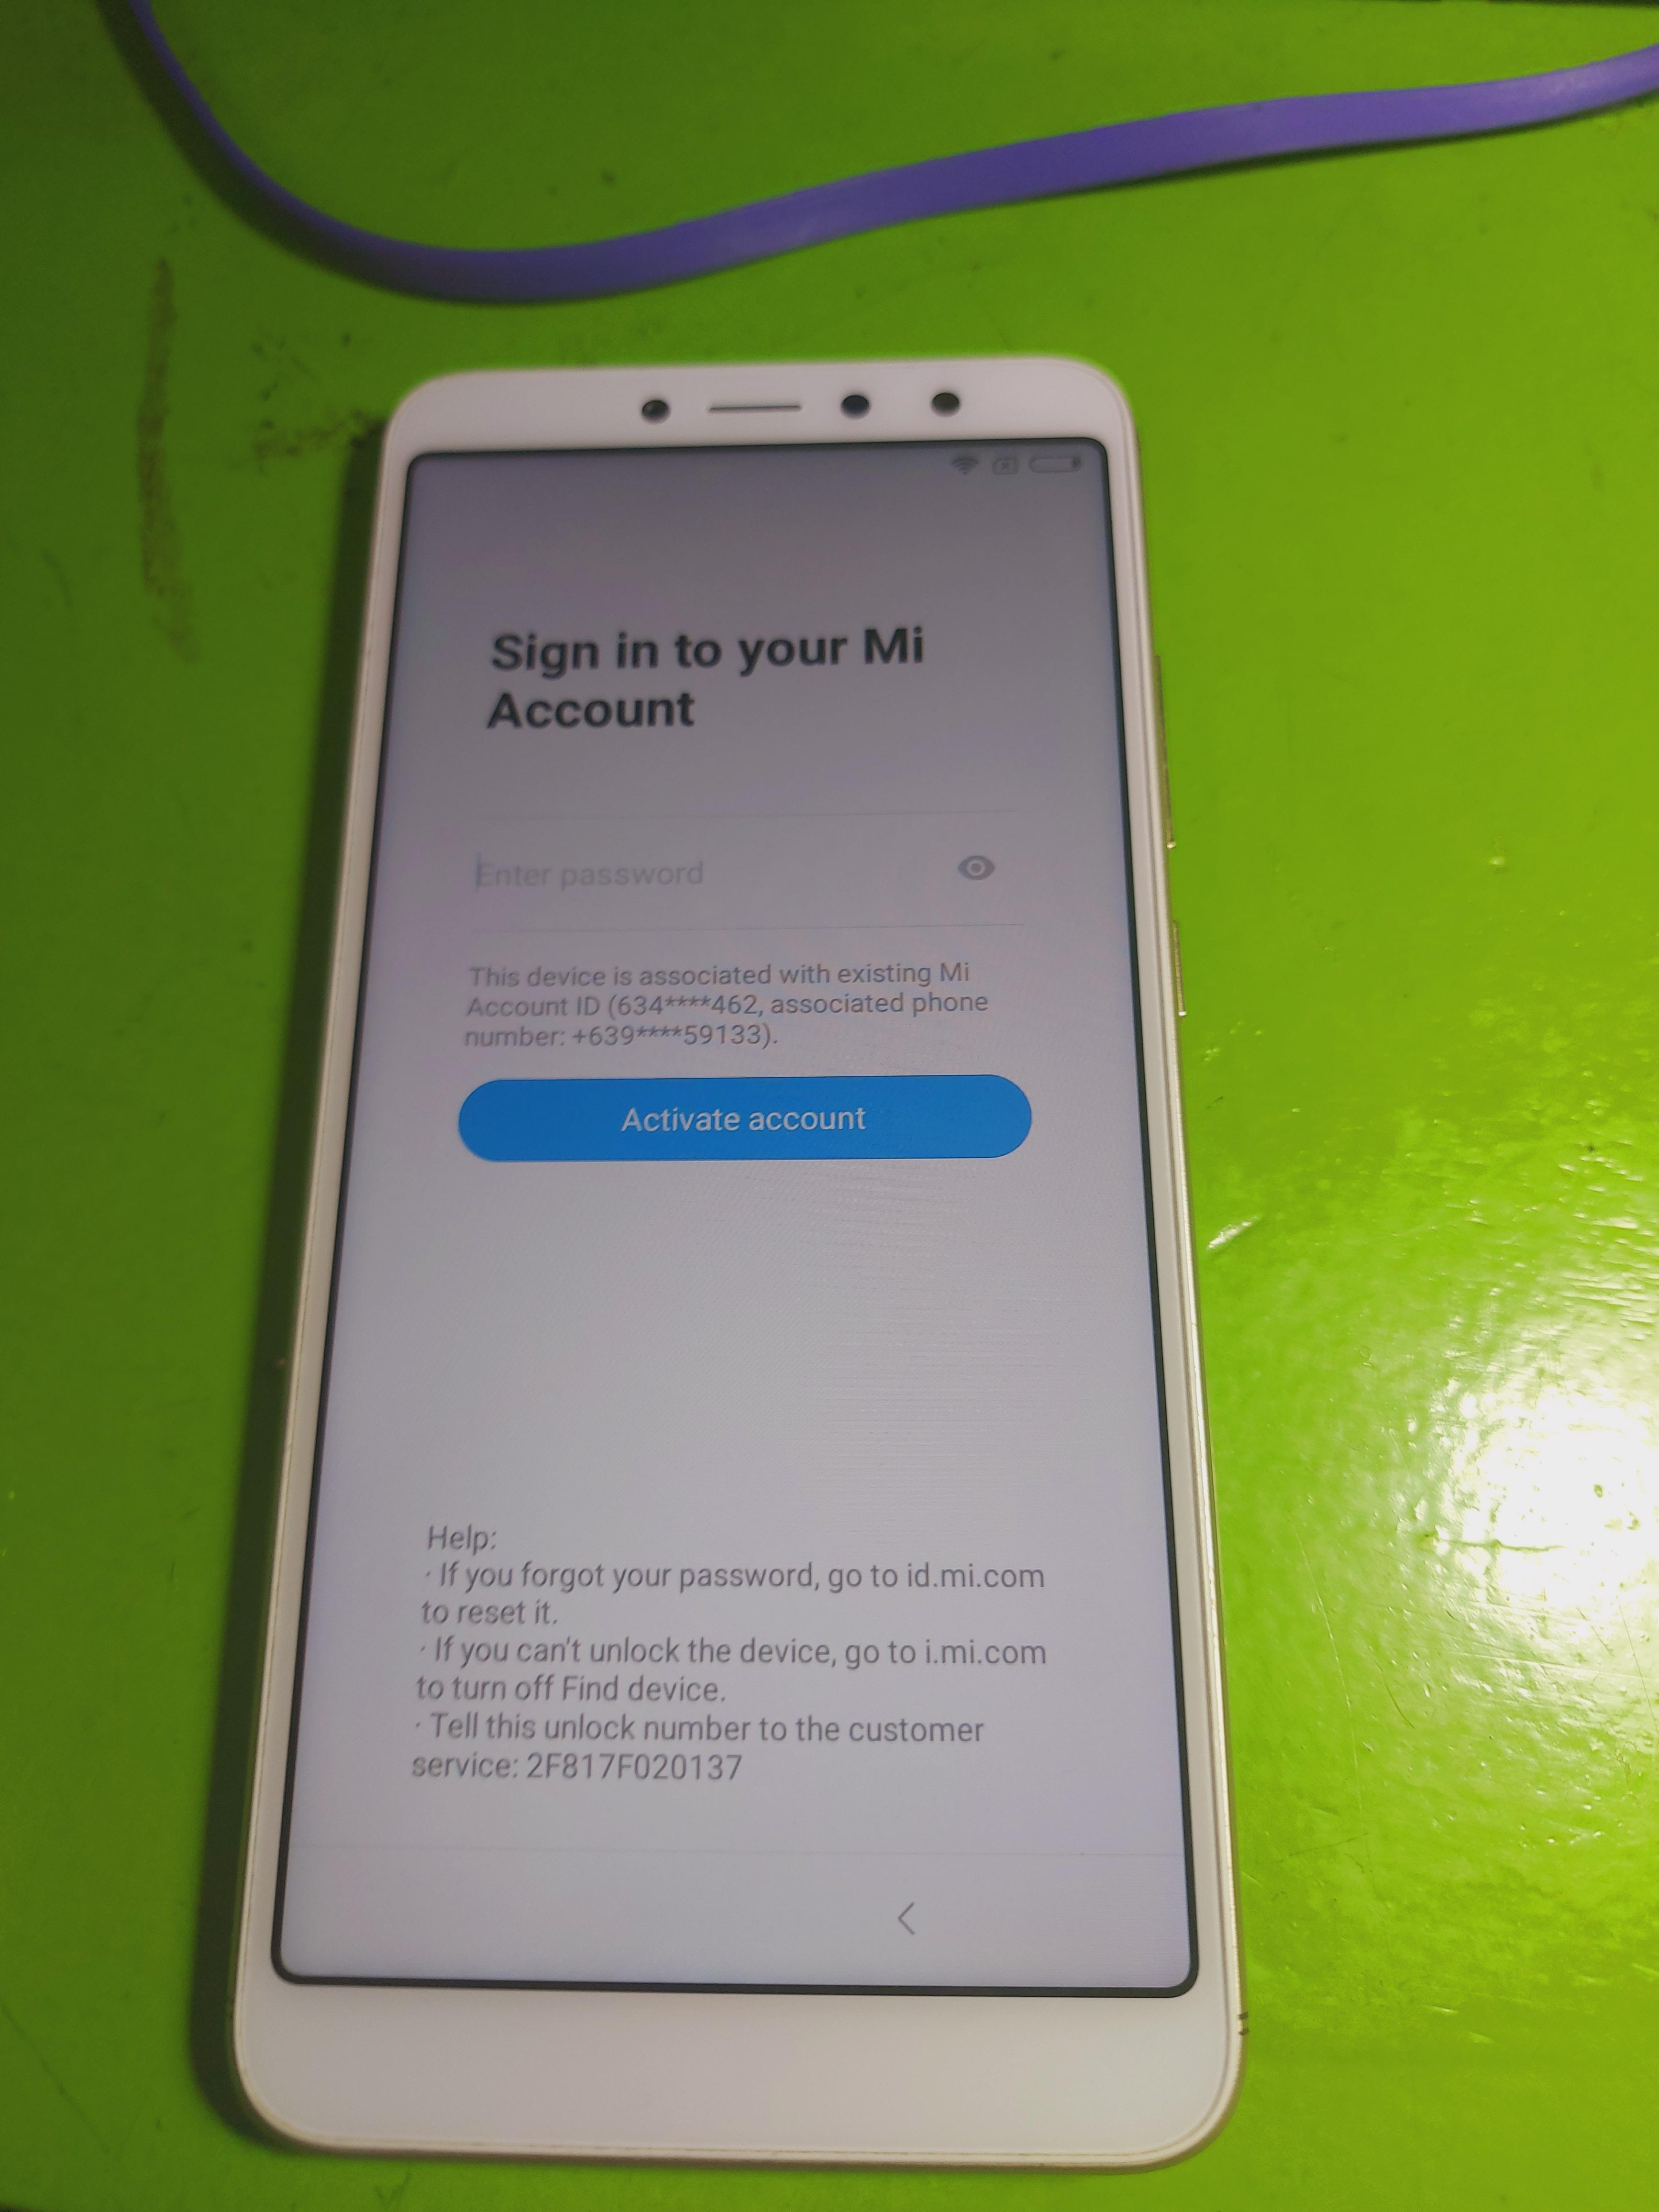 Sign in to your Mi
Account
Enter password
This device is associated with existing Mi
Account ID (634****462, associated phone
number: +639****59133).
Activate account
Help:
· If you forgot your password, go to id.mi.com
to reset it.
· If you can't unlock the device, go to i.mi.com
to turn off Find device.
· Tell this unlock number to the customer
service: 2F817F020137